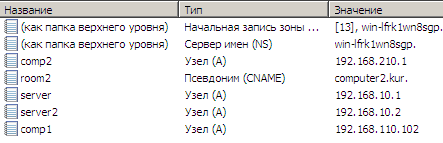 Название Тип Значение
(как папка верхнего уровня) Начальная запись зоны ... [13], win-lfrk1wn8sgp.
(как папка верхнего уровня) Сервер имен (NS) win-lfrk1wn8sgp.
comp2 Узел (A) 192.168.210.1
room2 Псевдоним (CNAME) computer2.kur.
server Узел (A) 192.168.10.1
server2 Узел (A) 192.168.10.2
comp1 Узел (A) 192.168.110.102